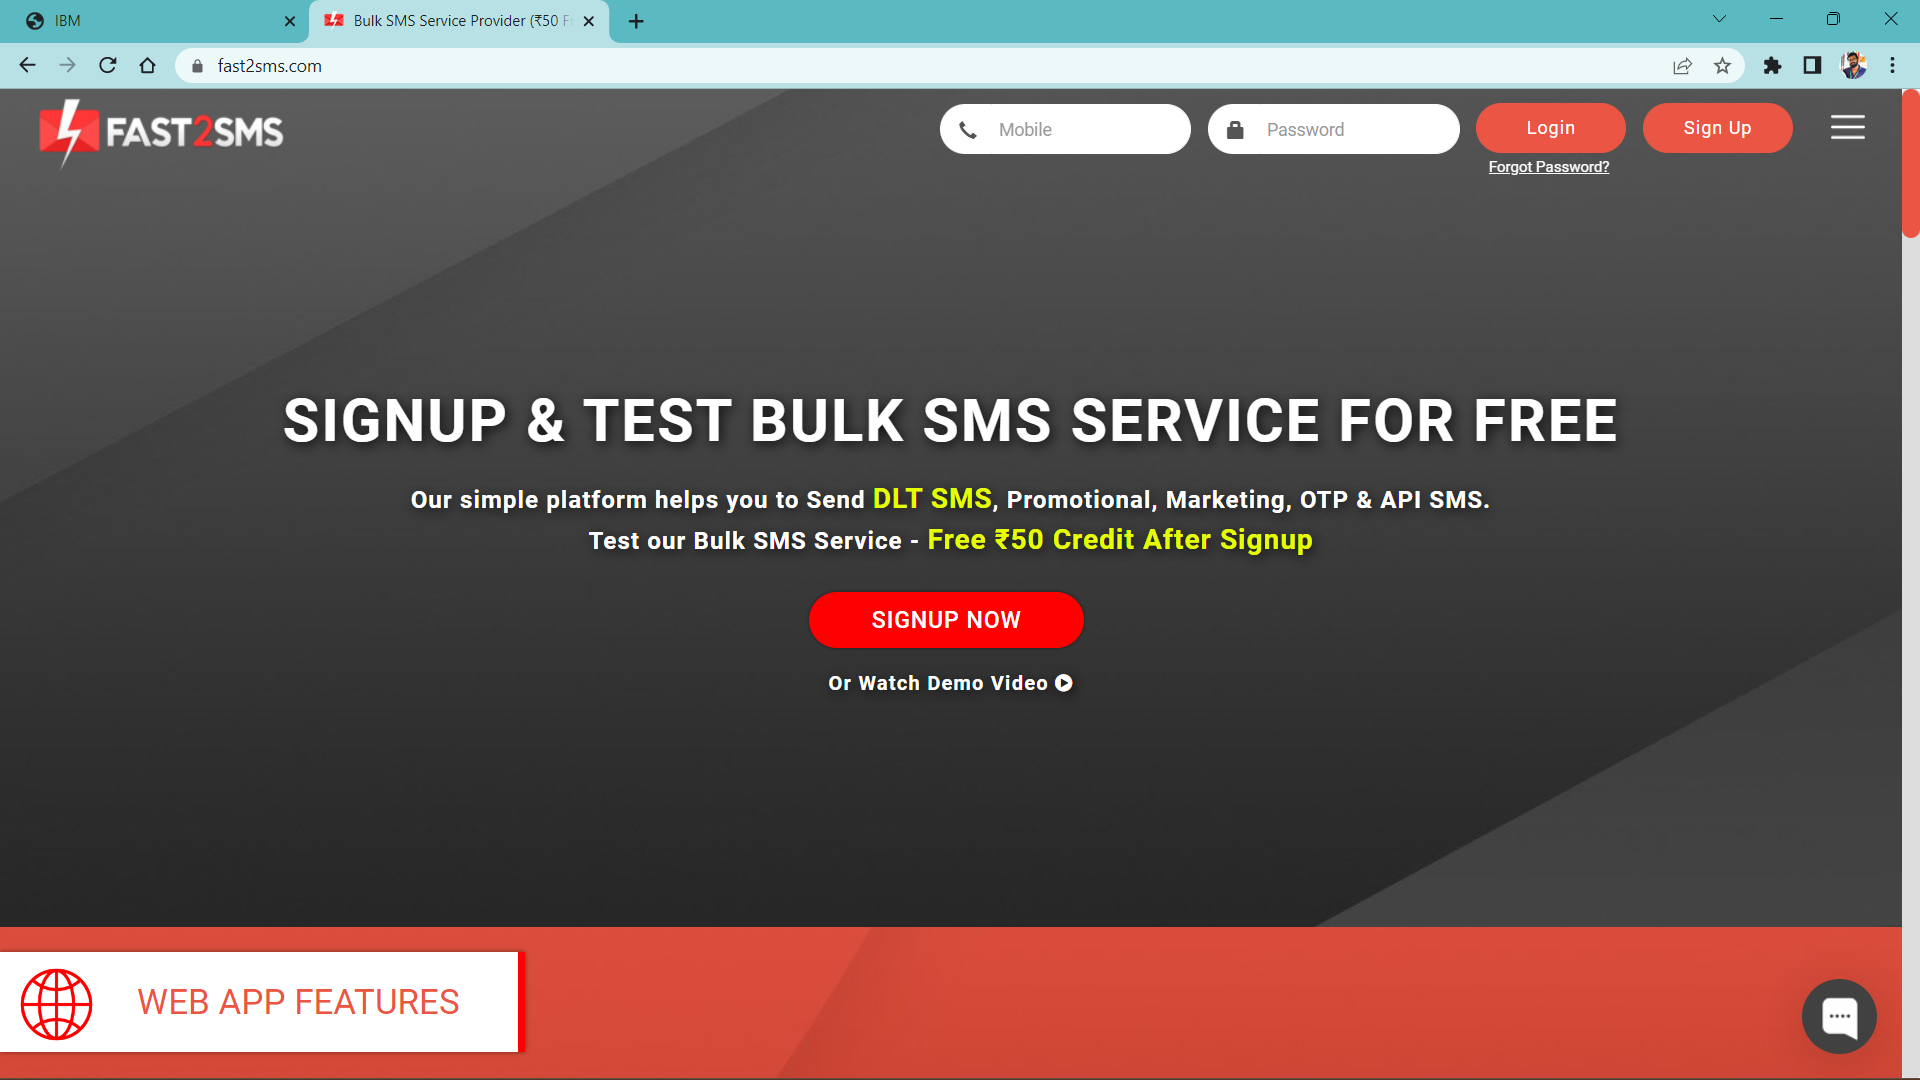 IBM
Bulk SMS Service Provider (₹50 F
fast2sms.com
FAST2SMS
Mobile
Password
Login
Sign Up
Forgot Password?
SIGNUP & TEST BULK SMS SERVICE FOR FREE
Our simple platform helps you to Send DLT SMS, Promotional, Marketing, OTP & API SMS.
Test our Bulk SMS Service - Free ₹50 Credit After Signup
SIGNUP NOW
Or Watch Demo Video
WEB APP FEATURES